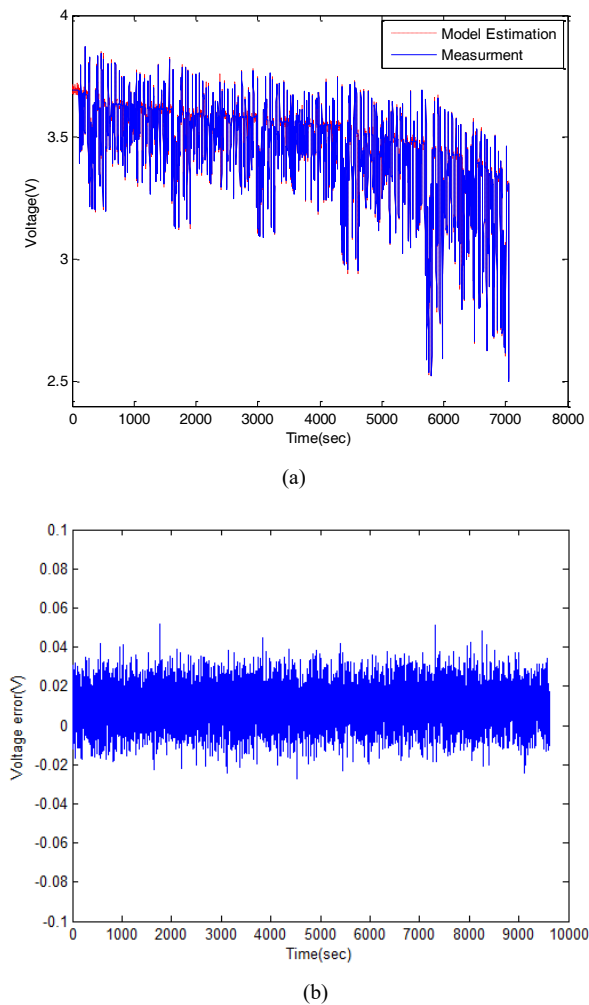 4
3.5
3
2.5
Voltage(V)
Model Estimation
Measurment
0 1000 2000 3000 4000 5000 6000 7000 8000
Time(sec)
(a)
0.1
0.08
0.06
0.04
0.02
0
-0.02
-0.04
-0.06
-0.08
-0.1
Voltage error(V)
0 1000 2000 3000 4000 5000 6000 7000 8000 9000 10000
Time(sec)
(b)